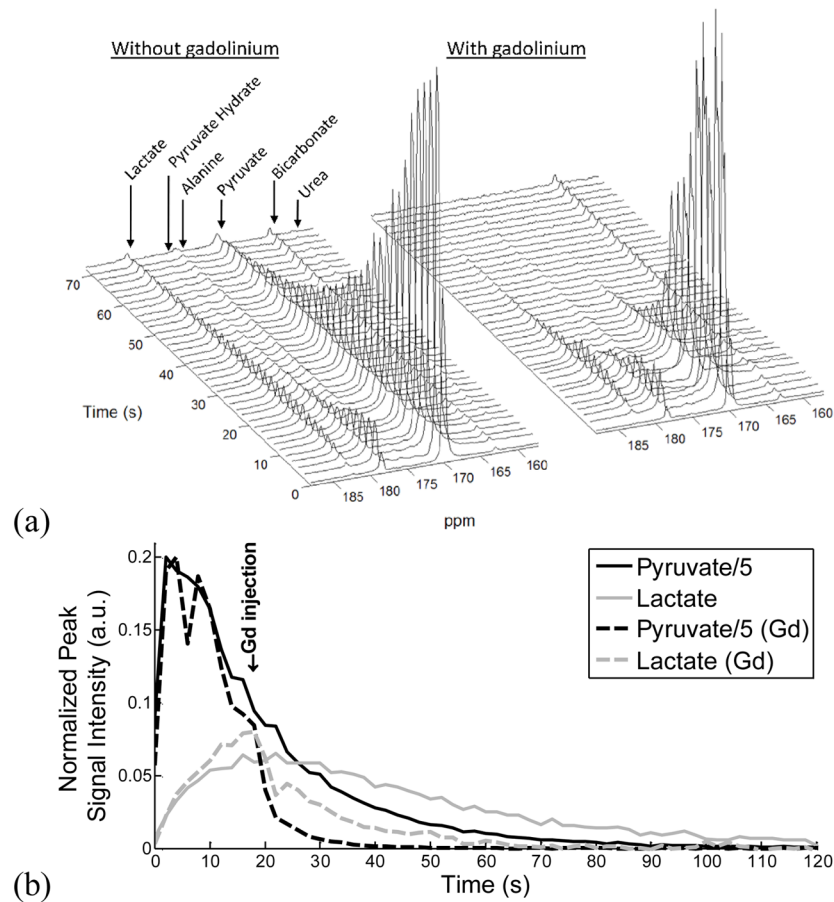 Without gadolinium
With gadolinium
Lactate
Pyruvate Hydrate
Alanine
Pyruvate
Bicarbonate
Urea
70
60
50
40
30
20
10
0
Time (s)
185
180
175
170
165
160
185
180
175
170
165
160
ppm
(a)
0.2
0.15
0.1
0.05
0
Normalized Peak
Signal Intensity (a.u.)
Gd injection
Pyruvate/5
Lactate
Pyruvate/5 (Gd)
Lactate (Gd)
0 10 20 30 40 50 60 70 80 90 100 110 120
Time (s)
(b)